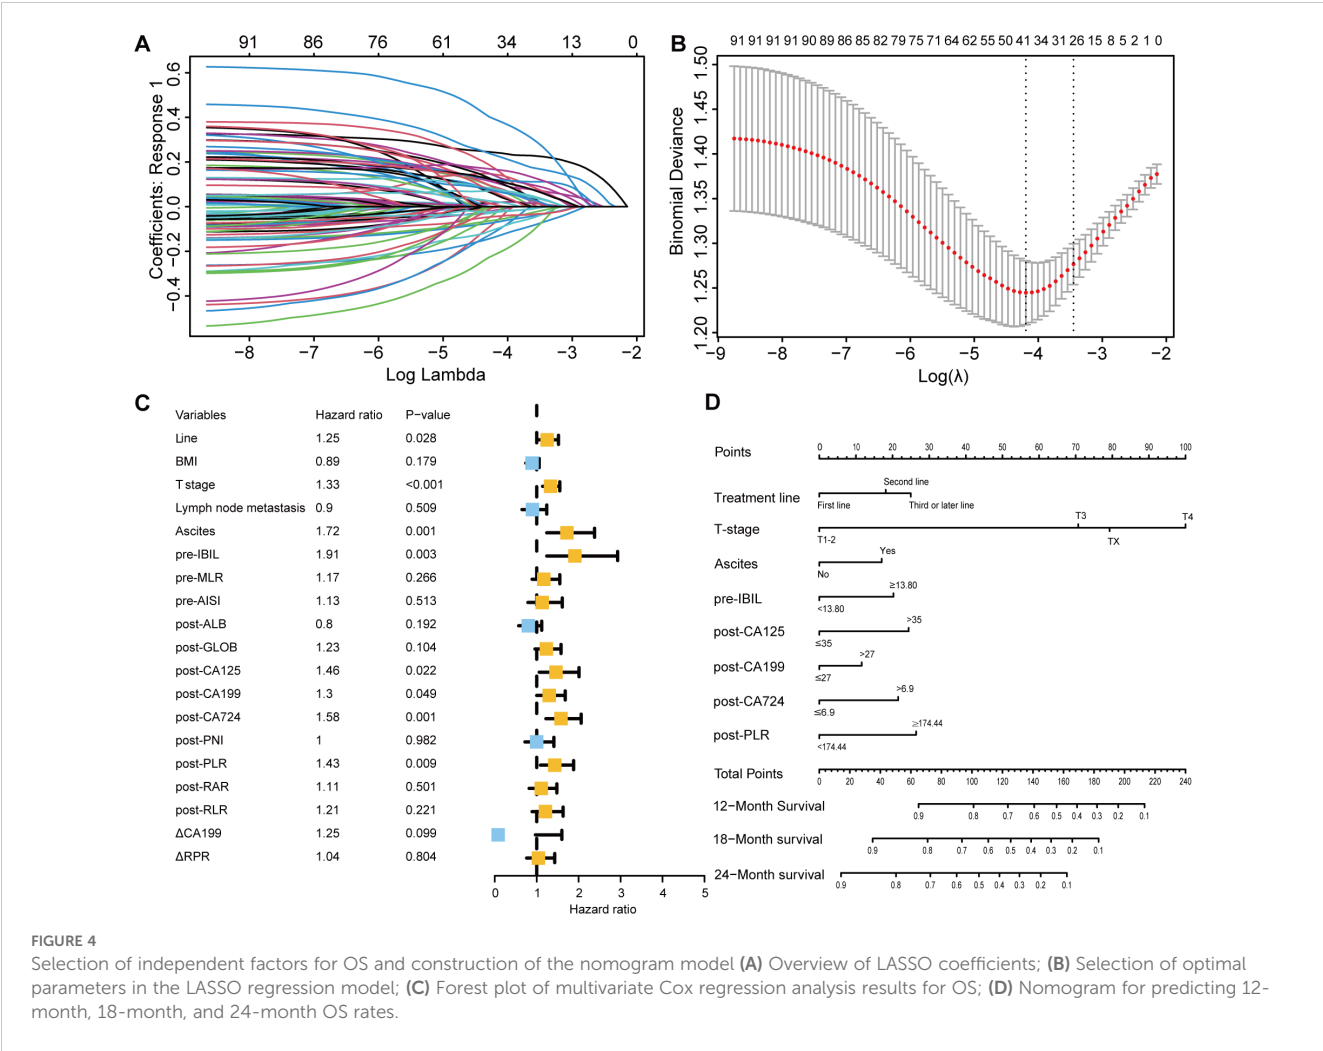 A
91 86 76 61 34 13 0
Coefficients: Response 1
0.6
0.4
0.2
0.0
−0.2
−0.4
−8 −7 −6 −5 −4 −3 −2
Log Lambda
B
91 91 91 91 90 89 86 85 82 79 75 71 64 62 55 50 41 34 31 26 15 8 5 2 1 0
Binomial Deviance
1.50
1.45
1.40
1.35
1.30
1.25
1.20
−9 −8 −7 −6 −5 −4 −3 −2
Log(λ)
C
Variables Hazard ratio P−value
Line 1.25 0.028
BMI 0.89 0.179
T stage 1.33 <0.001
Lymph node metastasis 0.9 0.509
Ascites 1.72 0.001
pre-IBIL 1.91 0.003
pre-MLR 1.17 0.266
pre-AISI 1.13 0.513
post-ALB 0.8 0.192
post-GLOB 1.23 0.104
post-CA125 1.46 0.022
post-CA199 1.3 0.049
post-CA724 1.58 0.001
post-PNI 1 0.982
post-PLR 1.43 0.009
post-RAR 1.11 0.501
post-RLR 1.21 0.221
ΔCA199 1.25 0.099
ΔRPR 1.04 0.804
0 1 2 3 4 5
Hazard ratio
D
Points 0 10 20 30 40 50 60 70 80 90 100
Second line
Treatment line
First line Third or later line
T3 T4
T-stage
T1-2 TX
Yes
Ascites
No
≥13.80
pre-IBIL
<13.80
>35
post-CA125
≤35
>27
post-CA199
≤27
>6.9
post-CA724
≤6.9
≥174.44
post-PLR
<174.44
Total Points 0 20 40 60 80 100 120 140 160 180 200 220 240
12−Month Survival
0.9 0.8 0.7 0.6 0.5 0.4 0.3 0.2 0.1
18−Month survival
0.9 0.8 0.7 0.6 0.5 0.4 0.3 0.2 0.1
24−Month survival
0.9 0.8 0.7 0.6 0.5 0.4 0.3 0.2 0.1
FIGURE 4
Selection of independent factors for OS and construction of the nomogram model (A) Overview of LASSO coefficients; (B) Selection of optimal
parameters in the LASSO regression model; (C) Forest plot of multivariate Cox regression analysis results for OS; (D) Nomogram for predicting 12-
month, 18-month, and 24-month OS rates.